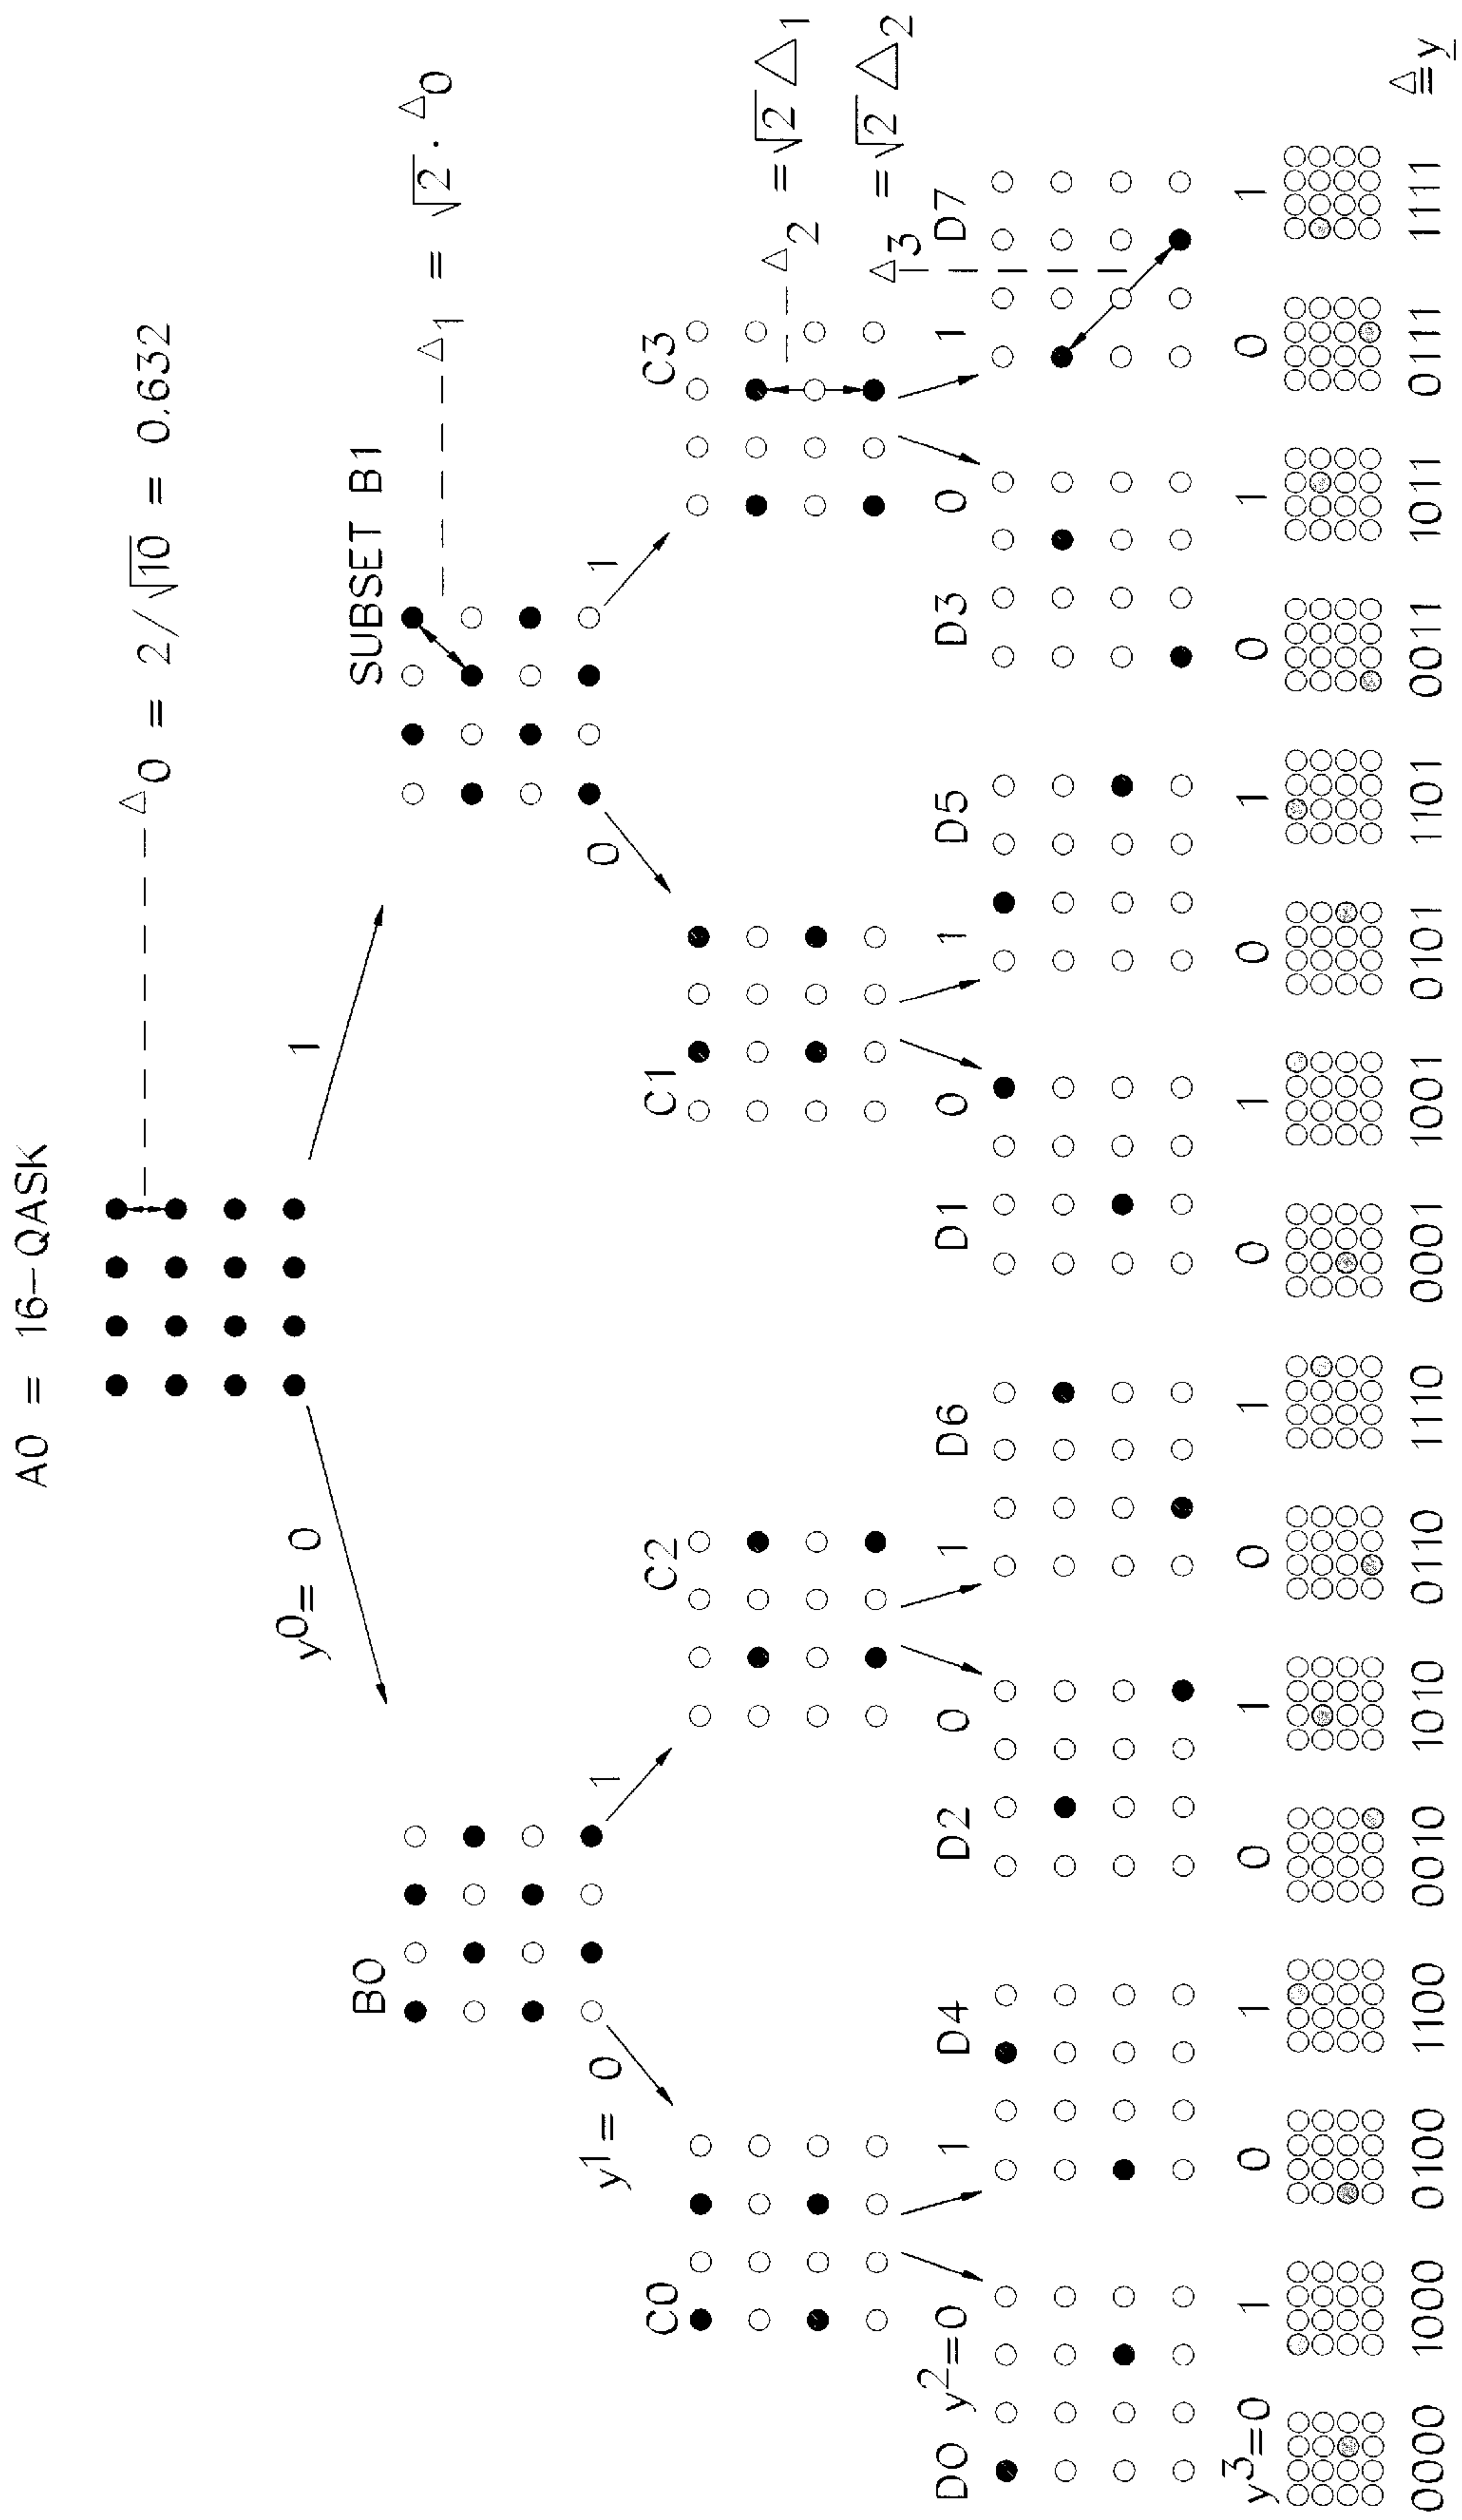 A0 = 16-QASK
Δ0 = 2/√10 = 0.632
y0= 0
1
B0
SUBSET B1
Δ1 = √2 · Δ0
y1= 0
1
0
1
C0
C2
C1
C3
Δ2 = √2 Δ1
Δ3 = √2 Δ2
D0 y2=0
1 D4
D2 0
1 D6
D1 0
1 D5
D3 0
1 D7
y3=0 1 0 1 0 1 0 1 0 1 0 1 0 1 0 1
0000 1000 0100 1100 0010 1010 0110 1110 0001 1001 0101 1101 0011 1011 0111 1111 ≙y